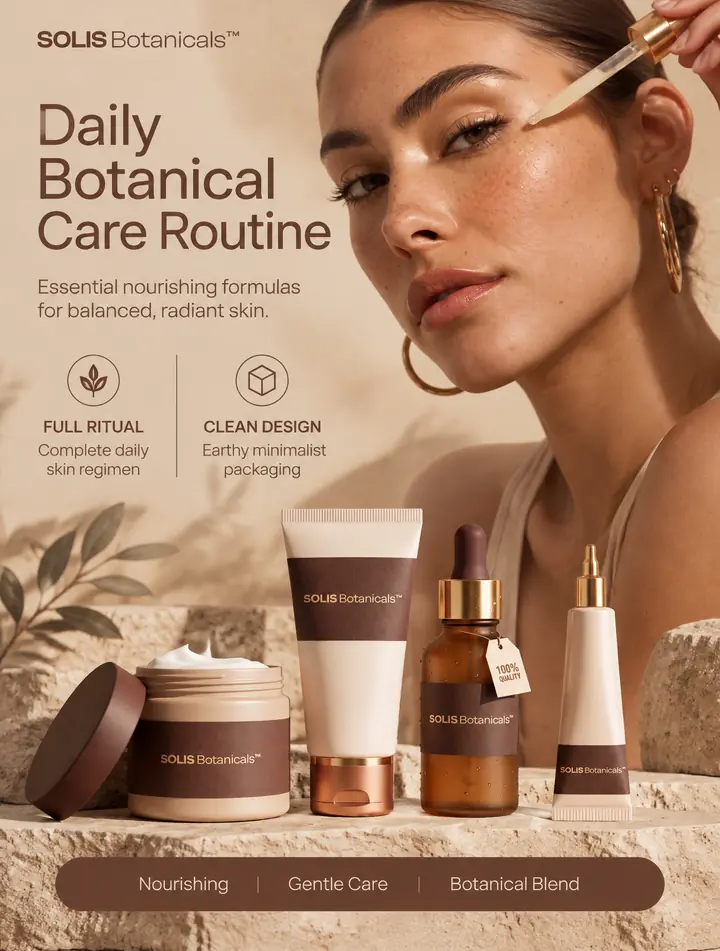 SOLIS Botanicals™
Daily
Botanical
Care Routine
Essential nourishing formulas
for balanced, radiant skin.
FULL RITUAL
Complete daily
skin regimen
CLEAN DESIGN
Earthy minimalist
packaging
SOLIS Botanicals™
SOLIS Botanicals™
100%
QUALITY
SOLIS Botanicals™
SOLIS Botanicals™
Nourishing | Gentle Care | Botanical Blend